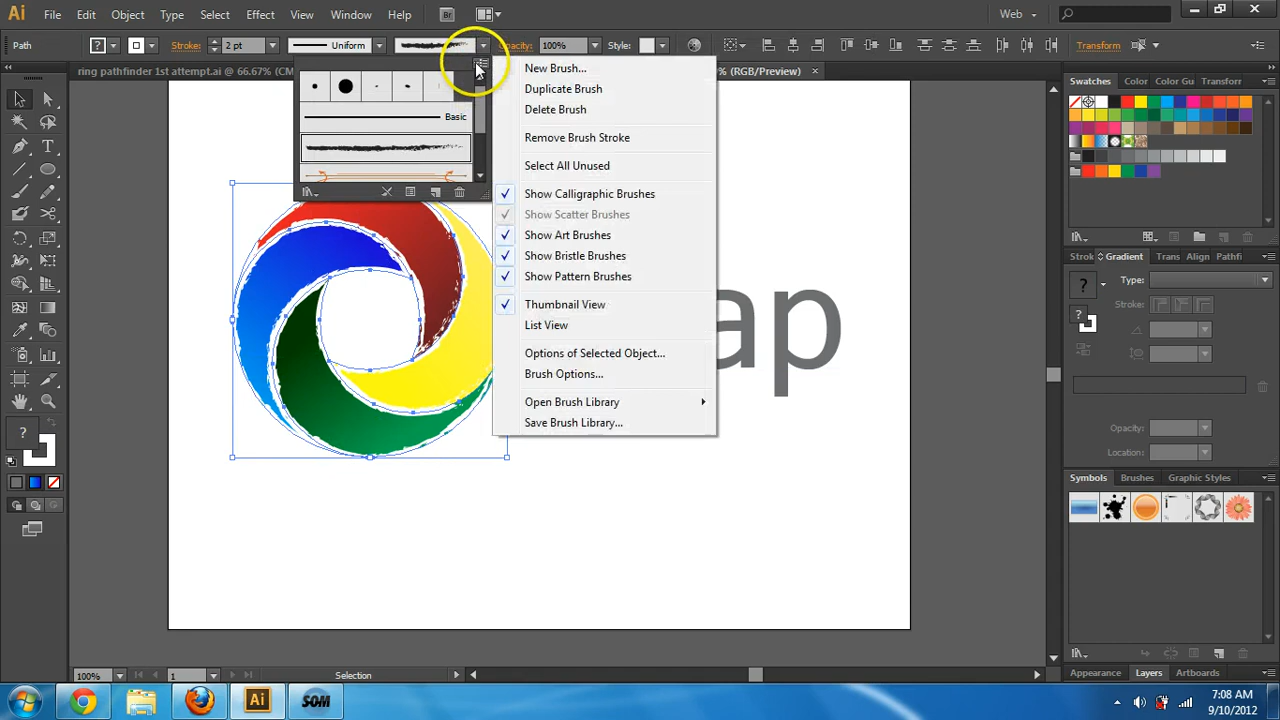 Ai File Edit Object Type Select Effect View Window Help Br Web
Path ? Stroke: 2 pt Uniform Opacity: 100% Style: Transform
ring pathfinder 1st attempt.ai @ 66.67% (CM % (RGB/Preview) ×
New Brush...
Duplicate Brush
Delete Brush
Remove Brush Stroke
Select All Unused
Show Calligraphic Brushes
Show Scatter Brushes
Show Art Brushes
Show Bristle Brushes
Show Pattern Brushes
Thumbnail View
List View
Options of Selected Object...
Brush Options...
Open Brush Library
Save Brush Library...
Basic
ap
Swatches Color Color Transparr
Stroke Gradient Trans Align Pathfi
? Type:
Stroke:
?
Opacity:
Location:
Symbols Brushes Graphic Styles
Appearance Layers Artboards
?
100% 1 Selection
Ai SOM
7:08 AM
9/10/2012